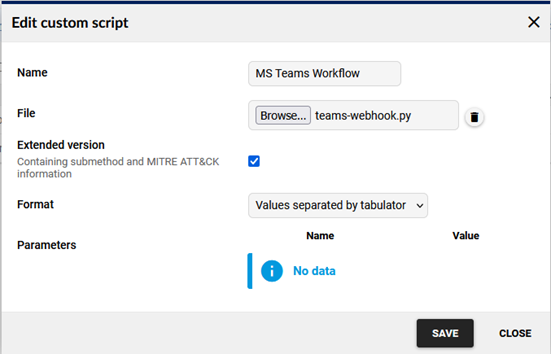 Edit custom script
Name
MS Teams Workflow
File
Browse... teams-webhook.py
Extended version
Containing submethod and MITRE ATT&CK
information
Format
Values separated by tabulator
Parameters
Name Value
No data
SAVE CLOSE